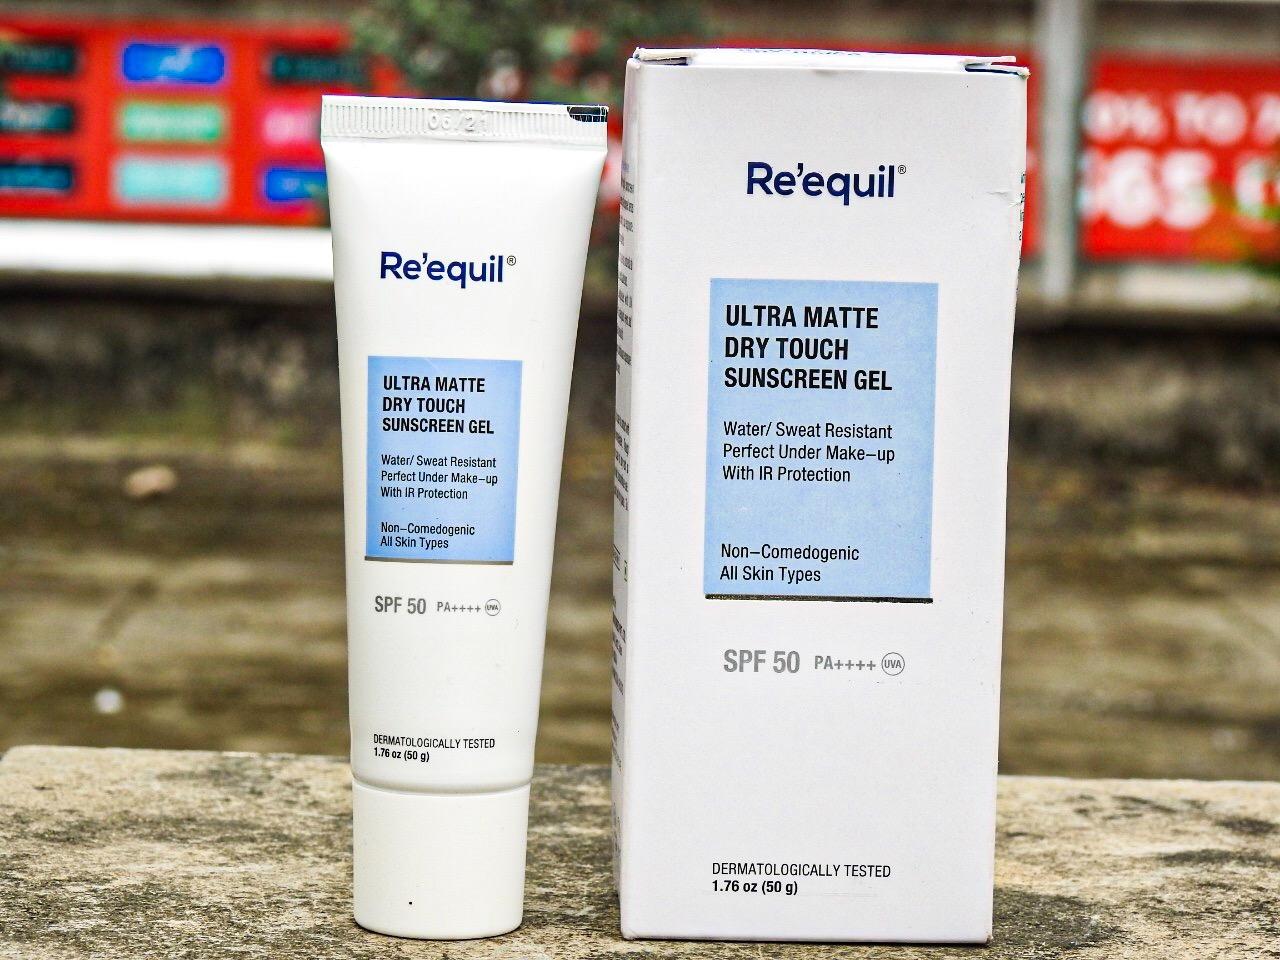 06/21
Re'equil®
ULTRA MATTE
DRY TOUCH
SUNSCREEN GEL
Water/ Sweat Resistant
Perfect Under Make–up
With IR Protection
Non–Comedogenic
All Skin Types
SPF 50 PA++++ UVA
DERMATOLOGICALLY TESTED
1.76 oz (50 g)
Re'equil®
ULTRA MATTE
DRY TOUCH
SUNSCREEN GEL
Water/ Sweat Resistant
Perfect Under Make–up
With IR Protection
Non–Comedogenic
All Skin Types
SPF 50 PA++++ UVA
DERMATOLOGICALLY TESTED
1.76 oz (50 g)